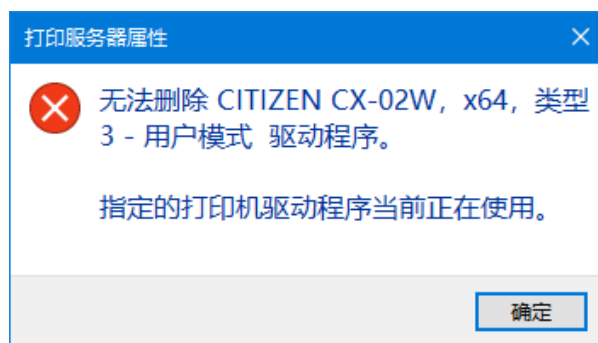 打印服务器属性
无法删除 CITIZEN CX-02W，x64，类型
3 - 用户模式 驱动程序。
指定的打印机驱动程序当前正在使用。
确定